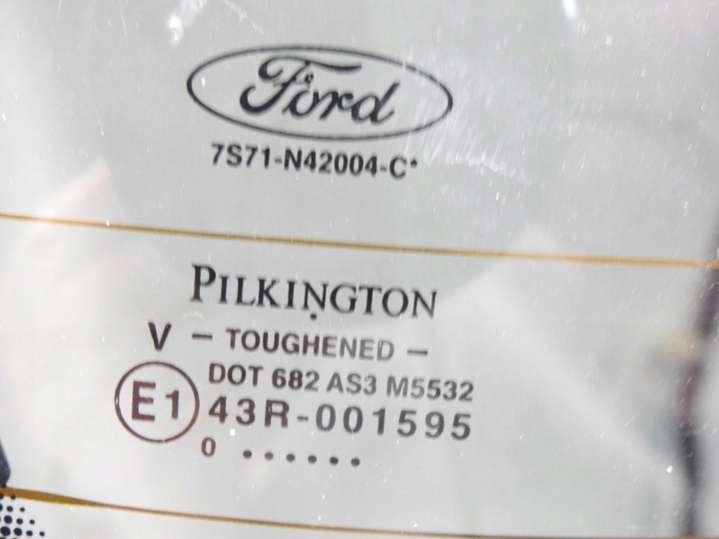 Ford
7S71-N42004-C*
PILKINGTON
V - TOUGHENED -
DOT 682 AS3 M5532
E1 43R-001595
0 ......